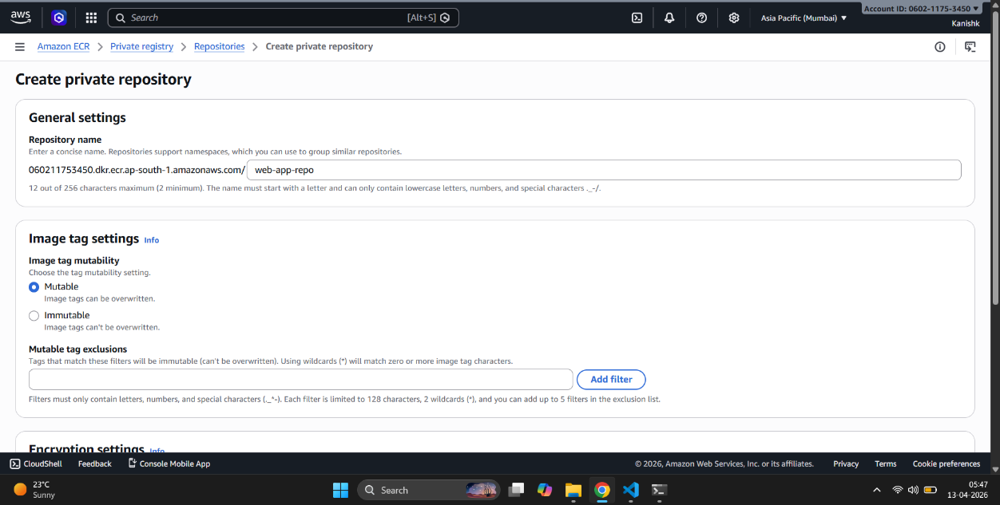 aws
Search [Alt+S]
Asia Pacific (Mumbai) ▼
Account ID: 0602-1175-3450 ▼
Kanishk
Amazon ECR > Private registry > Repositories > Create private repository
Create private repository
General settings
Repository name
Enter a concise name. Repositories support namespaces, which you can use to group similar repositories.
060211753450.dkr.ecr.ap-south-1.amazonaws.com/ web-app-repo
12 out of 256 characters maximum (2 minimum). The name must start with a letter and can only contain lowercase letters, numbers, and special characters ._-/.
Image tag settings Info
Image tag mutability
Choose the tag mutability setting.
Mutable
Image tags can be overwritten.
Immutable
Image tags can't be overwritten.
Mutable tag exclusions
Tags that match these filters will be immutable (can't be overwritten). Using wildcards (*) will match zero or more image tag characters.
Add filter
Filters must only contain letters, numbers, and special characters (._*-). Each filter is limited to 128 characters, 2 wildcards (*), and you can add up to 5 filters in the exclusion list.
Encryption settings Info
CloudShell Feedback Console Mobile App © 2026, Amazon Web Services, Inc. or its affiliates. Privacy Terms Cookie preferences
23°C
Sunny
Search
05:47
13-04-2026